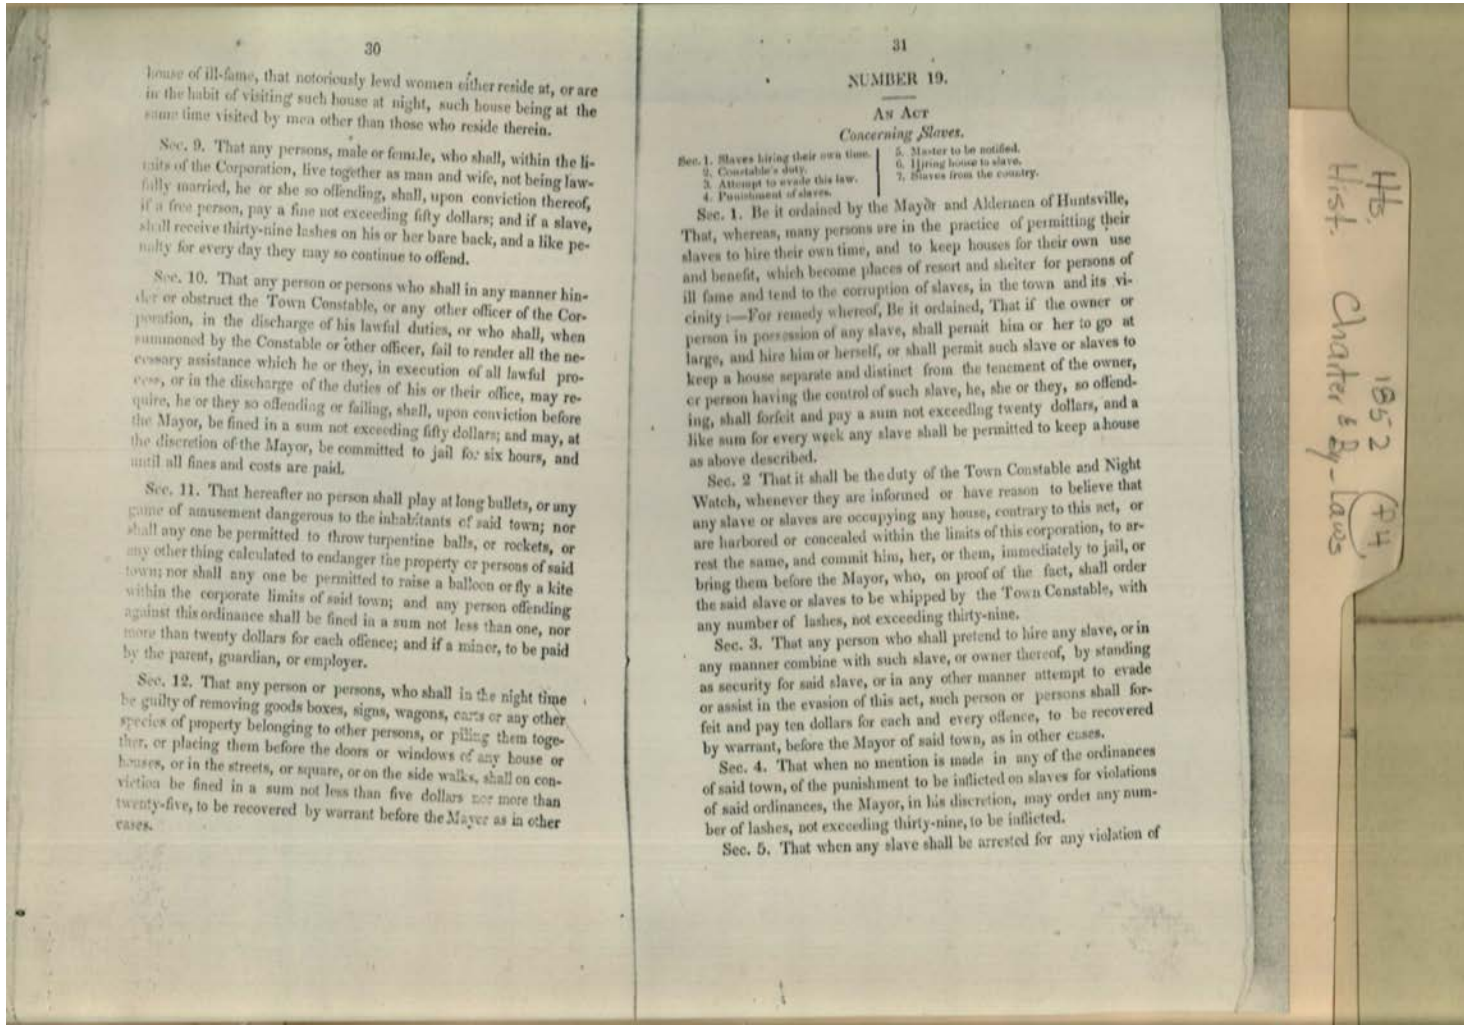 30
house of ill-fame, that notoriously lewd women either reside at, or are
in the habit of visiting such house at night, such house being at the
same time visited by men other than those who reside therein.
Sec. 9. That any persons, male or female, who shall, within the li-
mits of the Corporation, live together as man and wife, not being law-
fully married, he or she so offending, shall, upon conviction thereof,
if a free person, pay a fine not exceeding fifty dollars; and if a slave,
shall receive thirty-nine lashes on his or her bare back, and a like pe-
nalty for every day they may so continue to offend.
Sec. 10. That any person or persons who shall in any manner hin-
der or obstruct the Town Constable, or any other officer of the Cor-
poration, in the discharge of his lawful duties, or who shall, when
summoned by the Constable or other officer, fail to render all the ne-
cessary assistance which he or they, in execution of all lawful pro-
cess, or in the discharge of the duties of his or their office, may re-
quire, he or they so offending or failing, shell, upon conviction before
the Mayor, be fined in a sum not exceeding fifty dollars; and may, at
the discretion of the Mayor, be committed to jail for six hours, and
until all fines and costs are paid.
Sec. 11. That hereafter no person shall play at long bullets, or any
game of amusement dangerous to the inhabitants of said town; nor
shall any one be permitted to throw turpentine balls, or rockets, or
any other thing calculated to endanger the property or persons of said
town; nor shall any one be permitted to raise a balloon or fly a kite
within the corporate limits of said town; and any person offending
against this ordinance shall be fined in a sum not less than one, nor
more than twenty dollars for each offence; and if a minor, to be paid
by the parent, guardian, or employer.
Sec. 12. That any person or persons, who shall in the night time
be guilty of removing goods boxes, signs, wagons, carts or any other
species of property belonging to other persons, or piling them toge-
ther, or placing them before the doors or windows of any house or
houses, or in the streets, or square, or on the side walks, shall on con-
viction be fined in a sum not less than five dollars nor more than
twenty-five, to be recovered by warrant before the Mayor as in other
cases.
31
NUMBER 19.
AN ACT
Concerning Slaves.
Sec. 1. Slaves hiring their own time.
2. Constable's duty.
3. Attempt to evade this law.
4. Punishment of slaves.
5. Master to be notified.
6. Hiring house to slave.
7. Slaves from the country.
Sec. 1. Be it ordained by the Mayor and Aldermen of Huntsville,
That, whereas, many persons are in the practice of permitting their
slaves to hire their own time, and to keep houses for their own use
and benefit, which become places of resort and shelter for persons of
ill fame and tend to the corruption of slaves, in the town and its vi-
cinity:—For remedy whereof, Be it ordained, That if the owner or
person in possession of any slave, shall permit him or her to go at
large, and hire him or herself, or shall permit such slave or slaves to
keep a house separate and distinct from the tenement of the owner,
or person having the control of such slave, he, she or they, so offend-
ing, shall forfeit and pay a sum not exceeding twenty dollars, and a
like sum for every week any slave shall be permitted to keep a house
as above described.
Sec. 2 That it shall be the duty of the Town Constable and Night
Watch, whenever they are informed or have reason to believe that
any slave or slaves are occupying any house, contrary to this act, or
are harbored or concealed within the limits of this corporation, to ar-
rest the same, and commit him, her, or them, immediately to jail, or
bring them before the Mayor, who, on proof of the fact, shall order
the said slave or slaves to be whipped by the Town Constable, with
any number of lashes, not exceeding thirty-nine.
Sec. 3. That any person who shall pretend to hire any slave, or in
any manner combine with such slave, or owner thereof, by standing
as security for said slave, or in any other manner attempt to evade
or assist in the evasion of this act, such person or persons shall for-
feit and pay ten dollars for each and every offence, to be recovered
by warrant, before the Mayor of said town, as in other cases.
Sec. 4. That when no mention is made in any of the ordinances
of said town, of the punishment to be inflicted on slaves for violations
of said ordinances, the Mayor, in his discretion, may order any num-
ber of lashes, not exceeding thirty-nine, to be inflicted.
Sec. 5. That when any slave shall be arrested for any violation of
Hist. Charter & By-Laws
1852